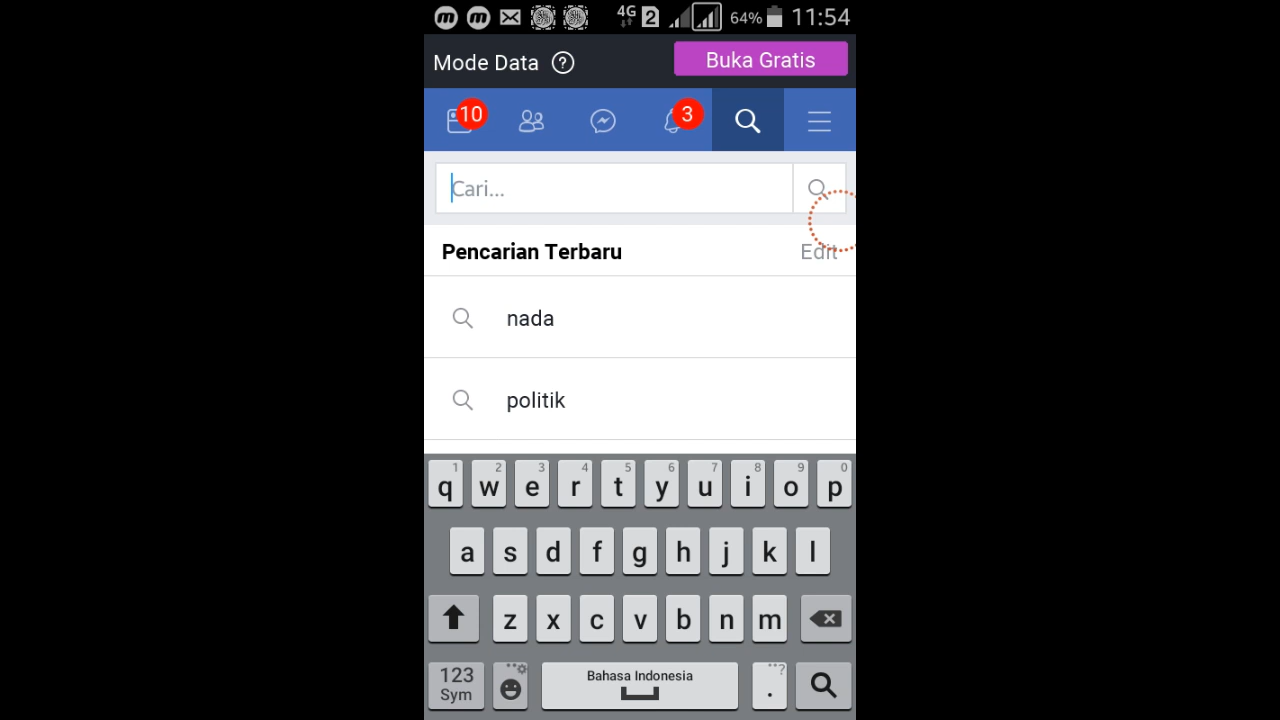 4G 2 64% 11:54
Mode Data ? Buka Gratis
10 3
Cari...
Pencarian Terbaru Edit
nada
politik
1 2 3 4 5 6 7 8 9 0
q w e r t y u i o p
a s d f g h j k l
z x c v b n m
123 Sym Bahasa Indonesia . ?